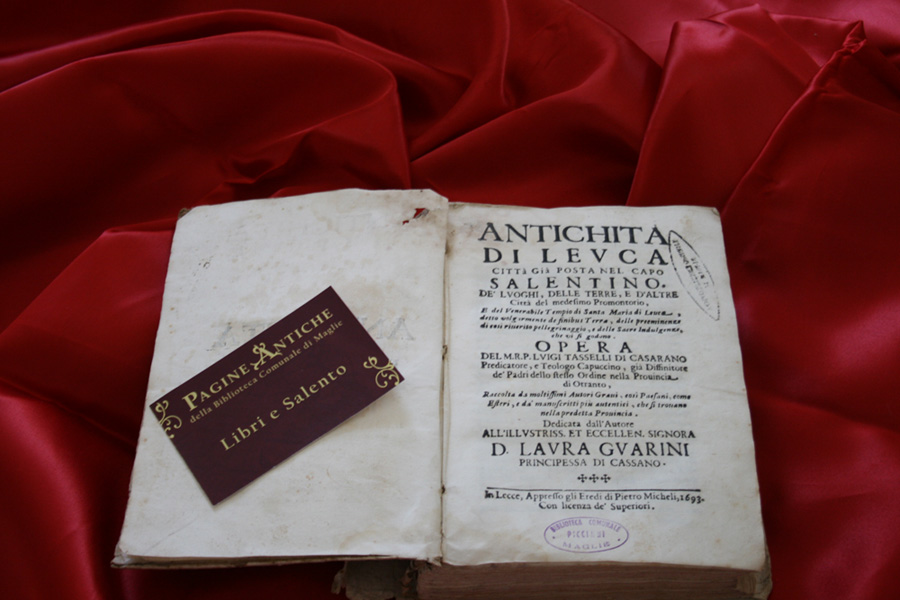 PAGINE ANTICHE
della Biblioteca Comunale di Maglie
Libri e Salento
ANTICHITÀ
DI LEVCA
CITTÀ Già POSTA NEL CAPO
SALENTINO.
DE' LVOGHI, DELLE TERRE, E D'ALTRE
Città del medesimo Promontorio,
E del Venerabile Tempio di Santa Maria di Leuca,
detto volgarmente de finibus Terræ, delle preeminenze
di così riverito pellegrinaggio, e delle Sacre Indulgenze,
che vi si godono.
OPERA
DEL M.R.P. LVIGI TASSELLI DI CASARANO
Predicatore, e Teologo Capuccino, già Diffinitore
de' Padri dello stesso Ordine nella Prouincia
di Otranto,
Raccolta da moltissimi Autori Graui, così Paesani, come
Esteri, e da' manoscritti più autentici, che si trouano
nella predetta Prouincia.
Dedicata dall'Autore
ALL'ILLVSTRISS. ET ECCELLEN. SIGNORA
D. LAVRA GVARINI
PRINCIPESSA DI CASSANO.
In Lecce, Appresso gli Eredi di Pietro Micheli, 1693.
Con licenza de' Superiori.
BIBLIOTECA COMUNALE
PICCINNI
MAGLIE